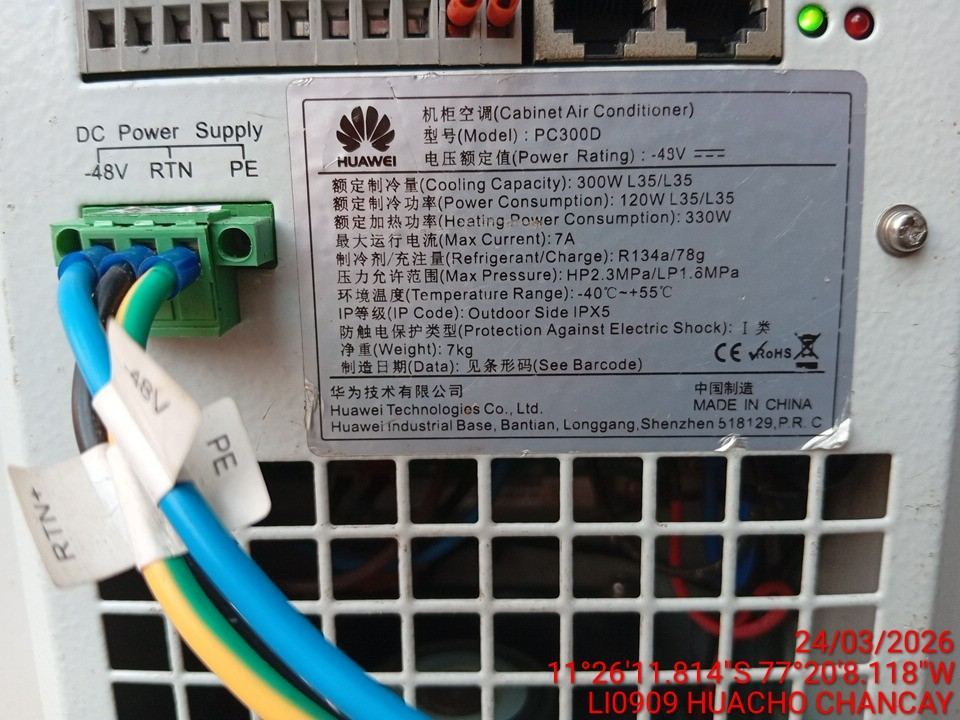 DC Power Supply
-48V RTN PE
HUAWEI
机柜空调(Cabinet Air Conditioner)
型号(Model) : PC300D
电压额定值(Power Rating) : -48V
额定制冷量(Cooling Capacity): 300W L35/L35
额定制冷功率(Power Consumption): 120W L35/L35
额定加热功率(Heating Power Consumption): 330W
最大运行电流(Max Current): 7A
制冷剂/充注量(Refrigerant/Charge): R134a/78g
压力允许范围(Max Pressure): HP2.3MPa/LP1.6MPa
环境温度(Temperature Range): -40℃~+55℃
IP等级(IP Code): Outdoor Side IPX5
防触电保护类型(Protection Against Electric Shock): I 类
净重(Weight): 7kg
制造日期(Data): 见条形码(See Barcode)
CE RoHS
华为技术有限公司
Huawei Technologies Co., Ltd.
Huawei Industrial Base, Bantian, Longgang, Shenzhen 518129, P.R. C
中国制造
MADE IN CHINA
-48V
PE
RTN+
24/03/2026
11°26'11.814"S 77°20'8.118"W
LI0909 HUACHO CHANCAY